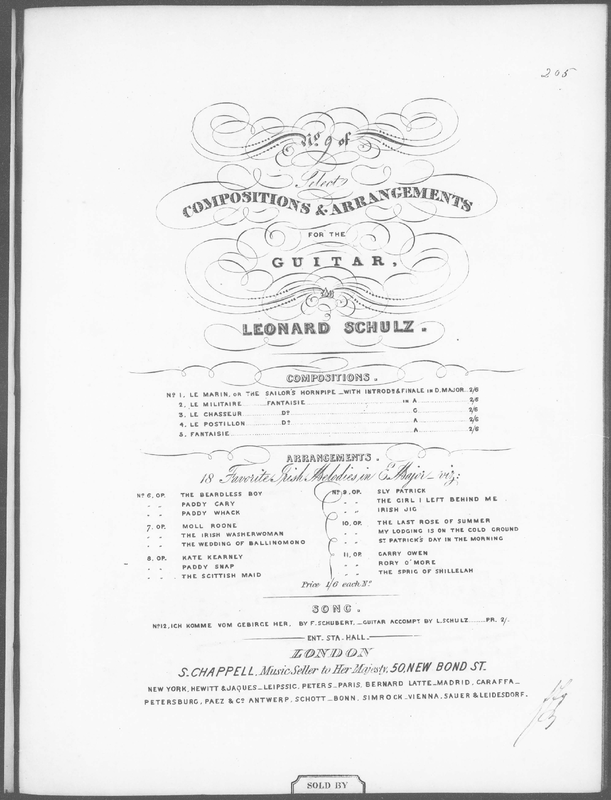 205
No. 9 of
Select
COMPOSITIONS & ARRANGEMENTS
FOR THE
GUITAR,
By
LEONARD SCHULZ.
COMPOSITIONS.
No 1. LE MARIN, OR THE SAILOR'S HORNPIPE _ WITH INTRODn & FINALE IN D. MAJOR. 2/6
2. LE MILITAIRE FANTAISIE IN A 2/6
3. LE CHASSEUR Do C 2/6
4. LE POSTILLON Do A 2/6
5. FANTAISIE A 2/6
ARRANGEMENTS.
18 Favorite Irish Melodies, in C Major _ viz;
No 6. OP. THE BEARDLESS BOY
" " PADDY CARY
" " PADDY WHACK
7. OP. MOLL ROONE
" " THE IRISH WASHERWOMAN
" " THE WEDDING OF BALLINOMONO
8. OP. KATE KEARNEY
" " PADDY SNAP
" " THE SCITTISH MAID
No 9. OP. SLY PATRICK
" " THE GIRL I LEFT BEHIND ME
" " IRISH JIG
10. OP. THE LAST ROSE OF SUMMER
" " MY LODGING IS ON THE COLD GROUND
" " ST PATRICK'S DAY IN THE MORNING
11. OP. GARRY OWEN
" " RORY O'MORE
" " THE SPRIG OF SHILLELAH
Price 1/6 each No
SONG.
No 12. ICH KOMME VOM GEBIRGE HER, BY F. SCHUBERT, _ GUITAR ACCOMPT BY L. SCHULZ PR. 2/.
ENT. STA. HALL.
LONDON
S. CHAPPELL, Music Seller to Her Majesty, 50, NEW BOND ST.
NEW YORK, HEWITT & JAQUES _ LEIPSSIC, PETERS _ PARIS, BERNARD LATTE _ MADRID, CARAFFA _
PETERSBURG, PAEZ & Co ANTWERP, SCHOTT _ BONN, SIMROCK _ VIENNA, SAUER & LEIDESDORF.
SOLD BY